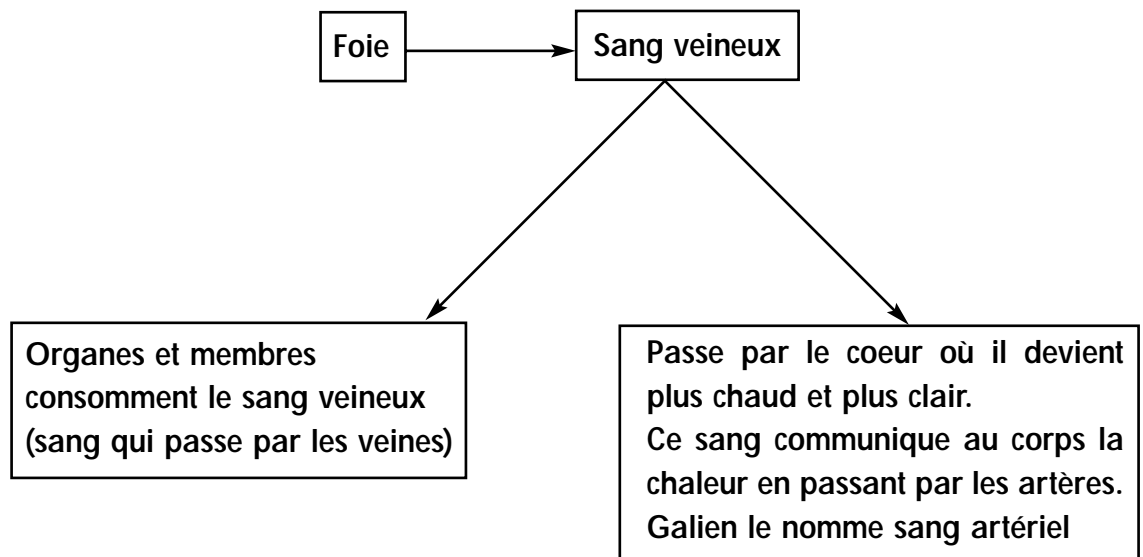 Foie
Sang veineux
Organes et membres
consomment le sang veineux
(sang qui passe par les veines)
Passe par le coeur où il devient
plus chaud et plus clair.
Ce sang communique au corps la
chaleur en passant par les artères.
Galien le nomme sang artériel